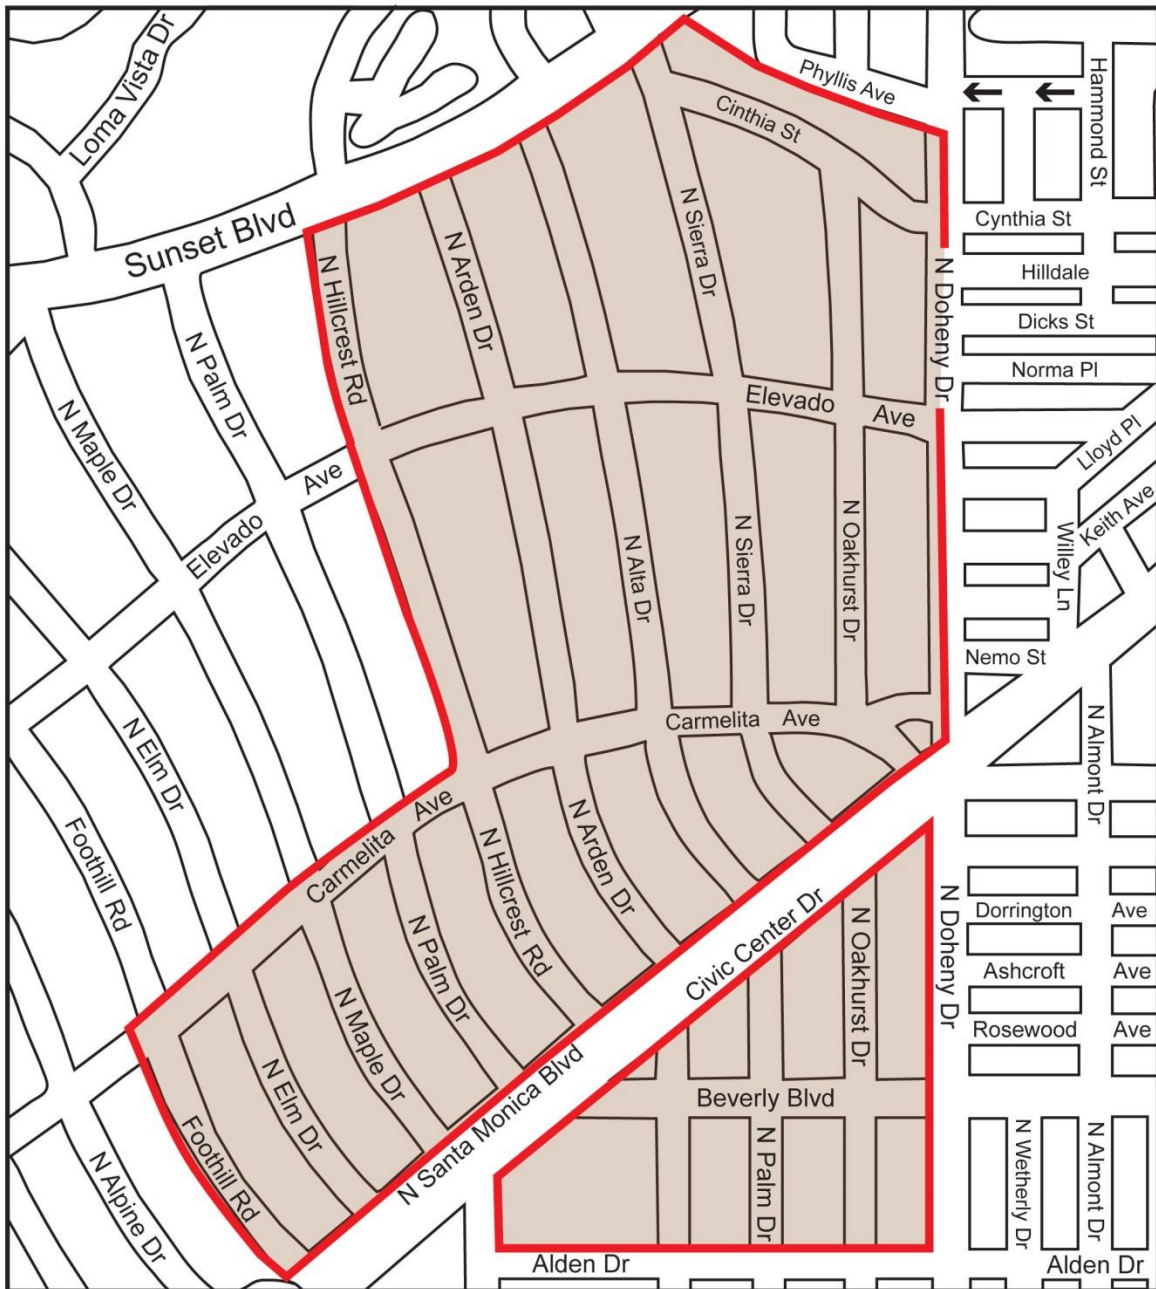 Loma Vista Dr
Phyllis Ave
Hammond St
Cinthia St
Sunset Blvd
N Hillcrest Rd
N Arden Dr
N Sierra Dr
Cynthia St
Hilldale
N Doheny Dr
Dicks St
N Palm Dr
Norma Pl
N Maple Dr
Elevado Ave
Elevado Ave
Lloyd Pl
Keith Ave
N Alta Dr
N Sierra Dr
N Oakhurst Dr
Willey Ln
Nemo St
N Elm Dr
Carmelita Ave
N Almont Dr
Foothill Rd
Carmelita Ave
N Hillcrest Rd
N Arden Dr
N Palm Dr
N Maple Dr
N Elm Dr
Foothill Rd
N Alpine Dr
N Santa Monica Blvd
Civic Center Dr
N Oakhurst Dr
N Doheny Dr
Dorrington Ave
Ashcroft Ave
Rosewood Ave
Beverly Blvd
N Palm Dr
N Wetherly Dr
N Almont Dr
Alden Dr
Alden Dr